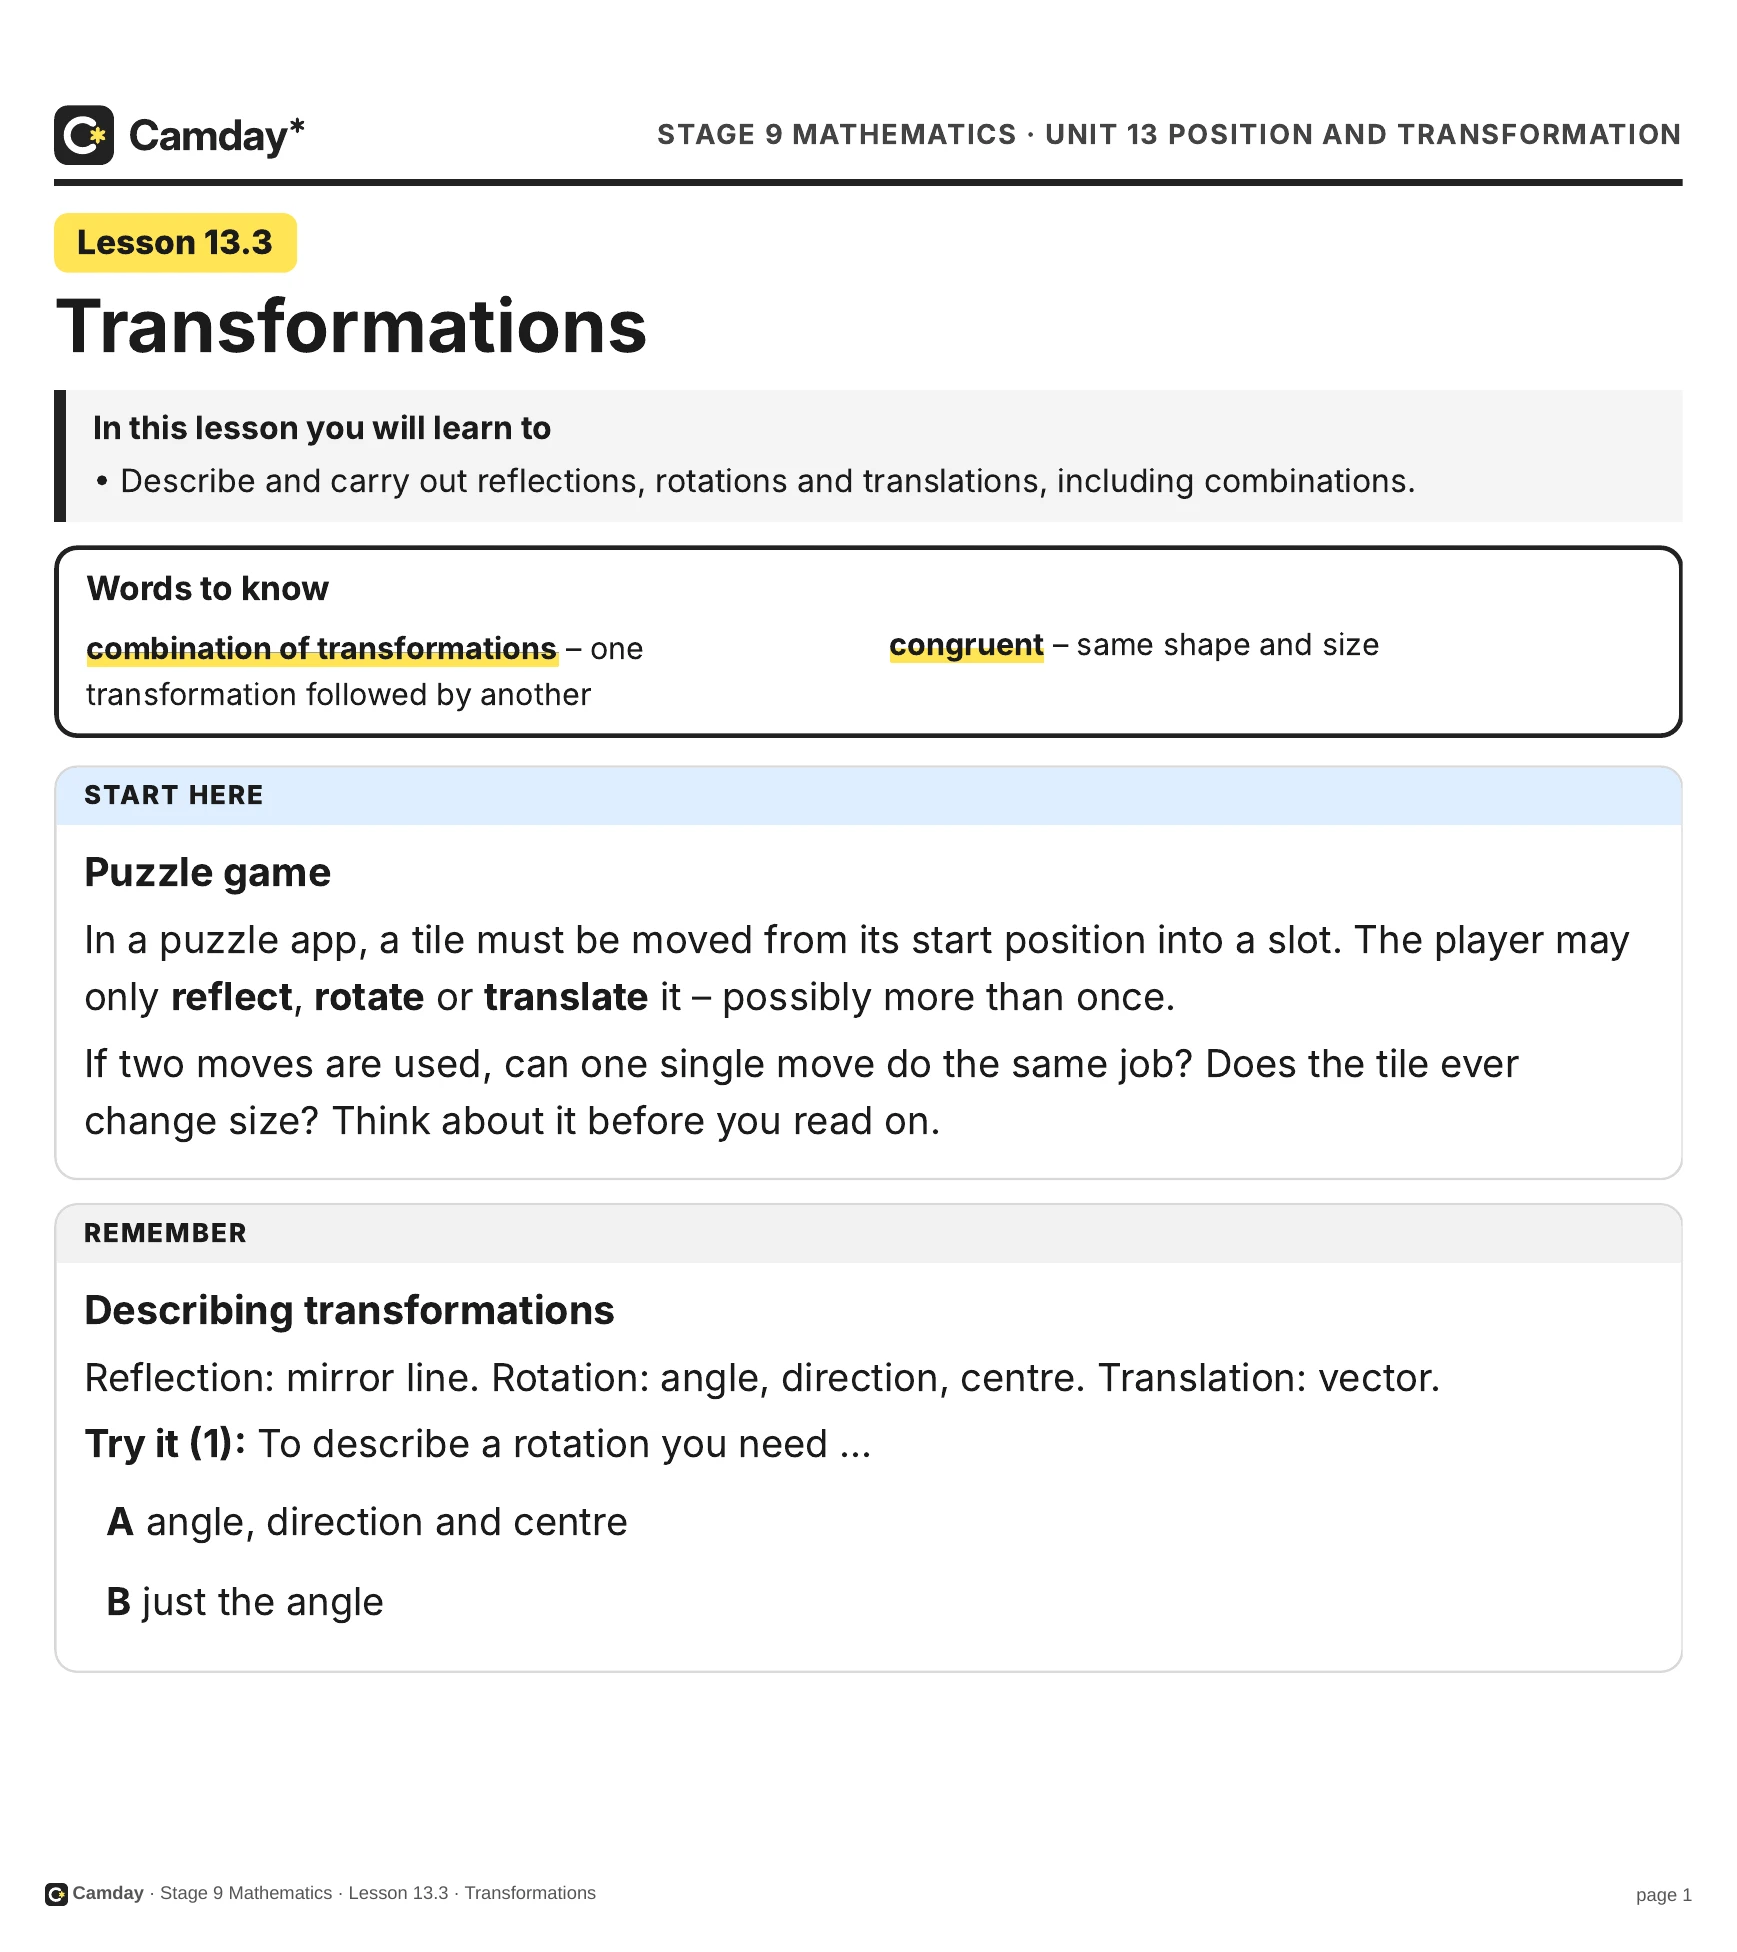 Camday*
STAGE 9 MATHEMATICS · UNIT 13 POSITION AND TRANSFORMATION
Lesson 13.3
Transformations
In this lesson you will learn to
• Describe and carry out reflections, rotations and translations, including combinations.
Words to know
combination of transformations – one
transformation followed by another
congruent – same shape and size
START HERE
Puzzle game
In a puzzle app, a tile must be moved from its start position into a slot. The player may
only reflect, rotate or translate it – possibly more than once.
If two moves are used, can one single move do the same job? Does the tile ever
change size? Think about it before you read on.
REMEMBER
Describing transformations
Reflection: mirror line. Rotation: angle, direction, centre. Translation: vector.
Try it (1): To describe a rotation you need ...
A angle, direction and centre
B just the angle
Camday · Stage 9 Mathematics · Lesson 13.3 · Transformations
page 1